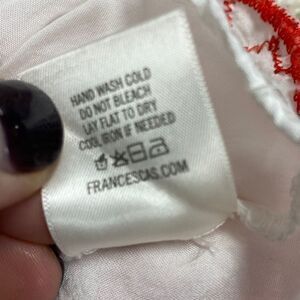 HAND WASH COLD
DO NOT BLEACH
LAY FLAT TO DRY
COOL IRON IF NEEDED
FRANCESCAS.COM